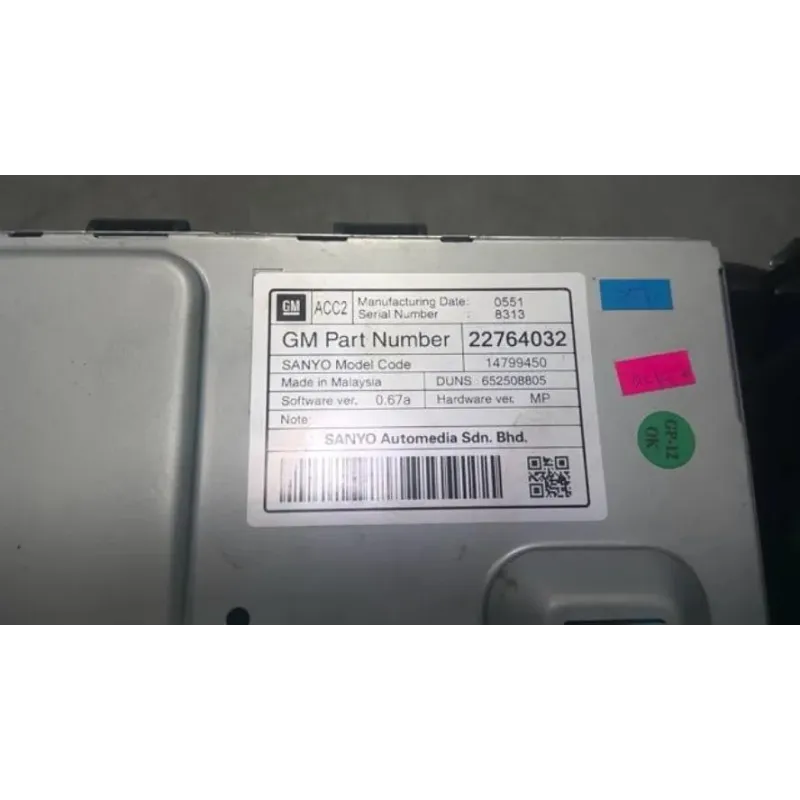 GM ACC2 Manufacturing Date: 0551
Serial Number : 8313
GM Part Number 22764032
SANYO Model Code 14799450
Made in Malaysia DUNS 652508805
Software ver. 0.67a Hardware ver. MP
Note:
SANYO Automedia Sdn. Bhd.
GP-12
OK